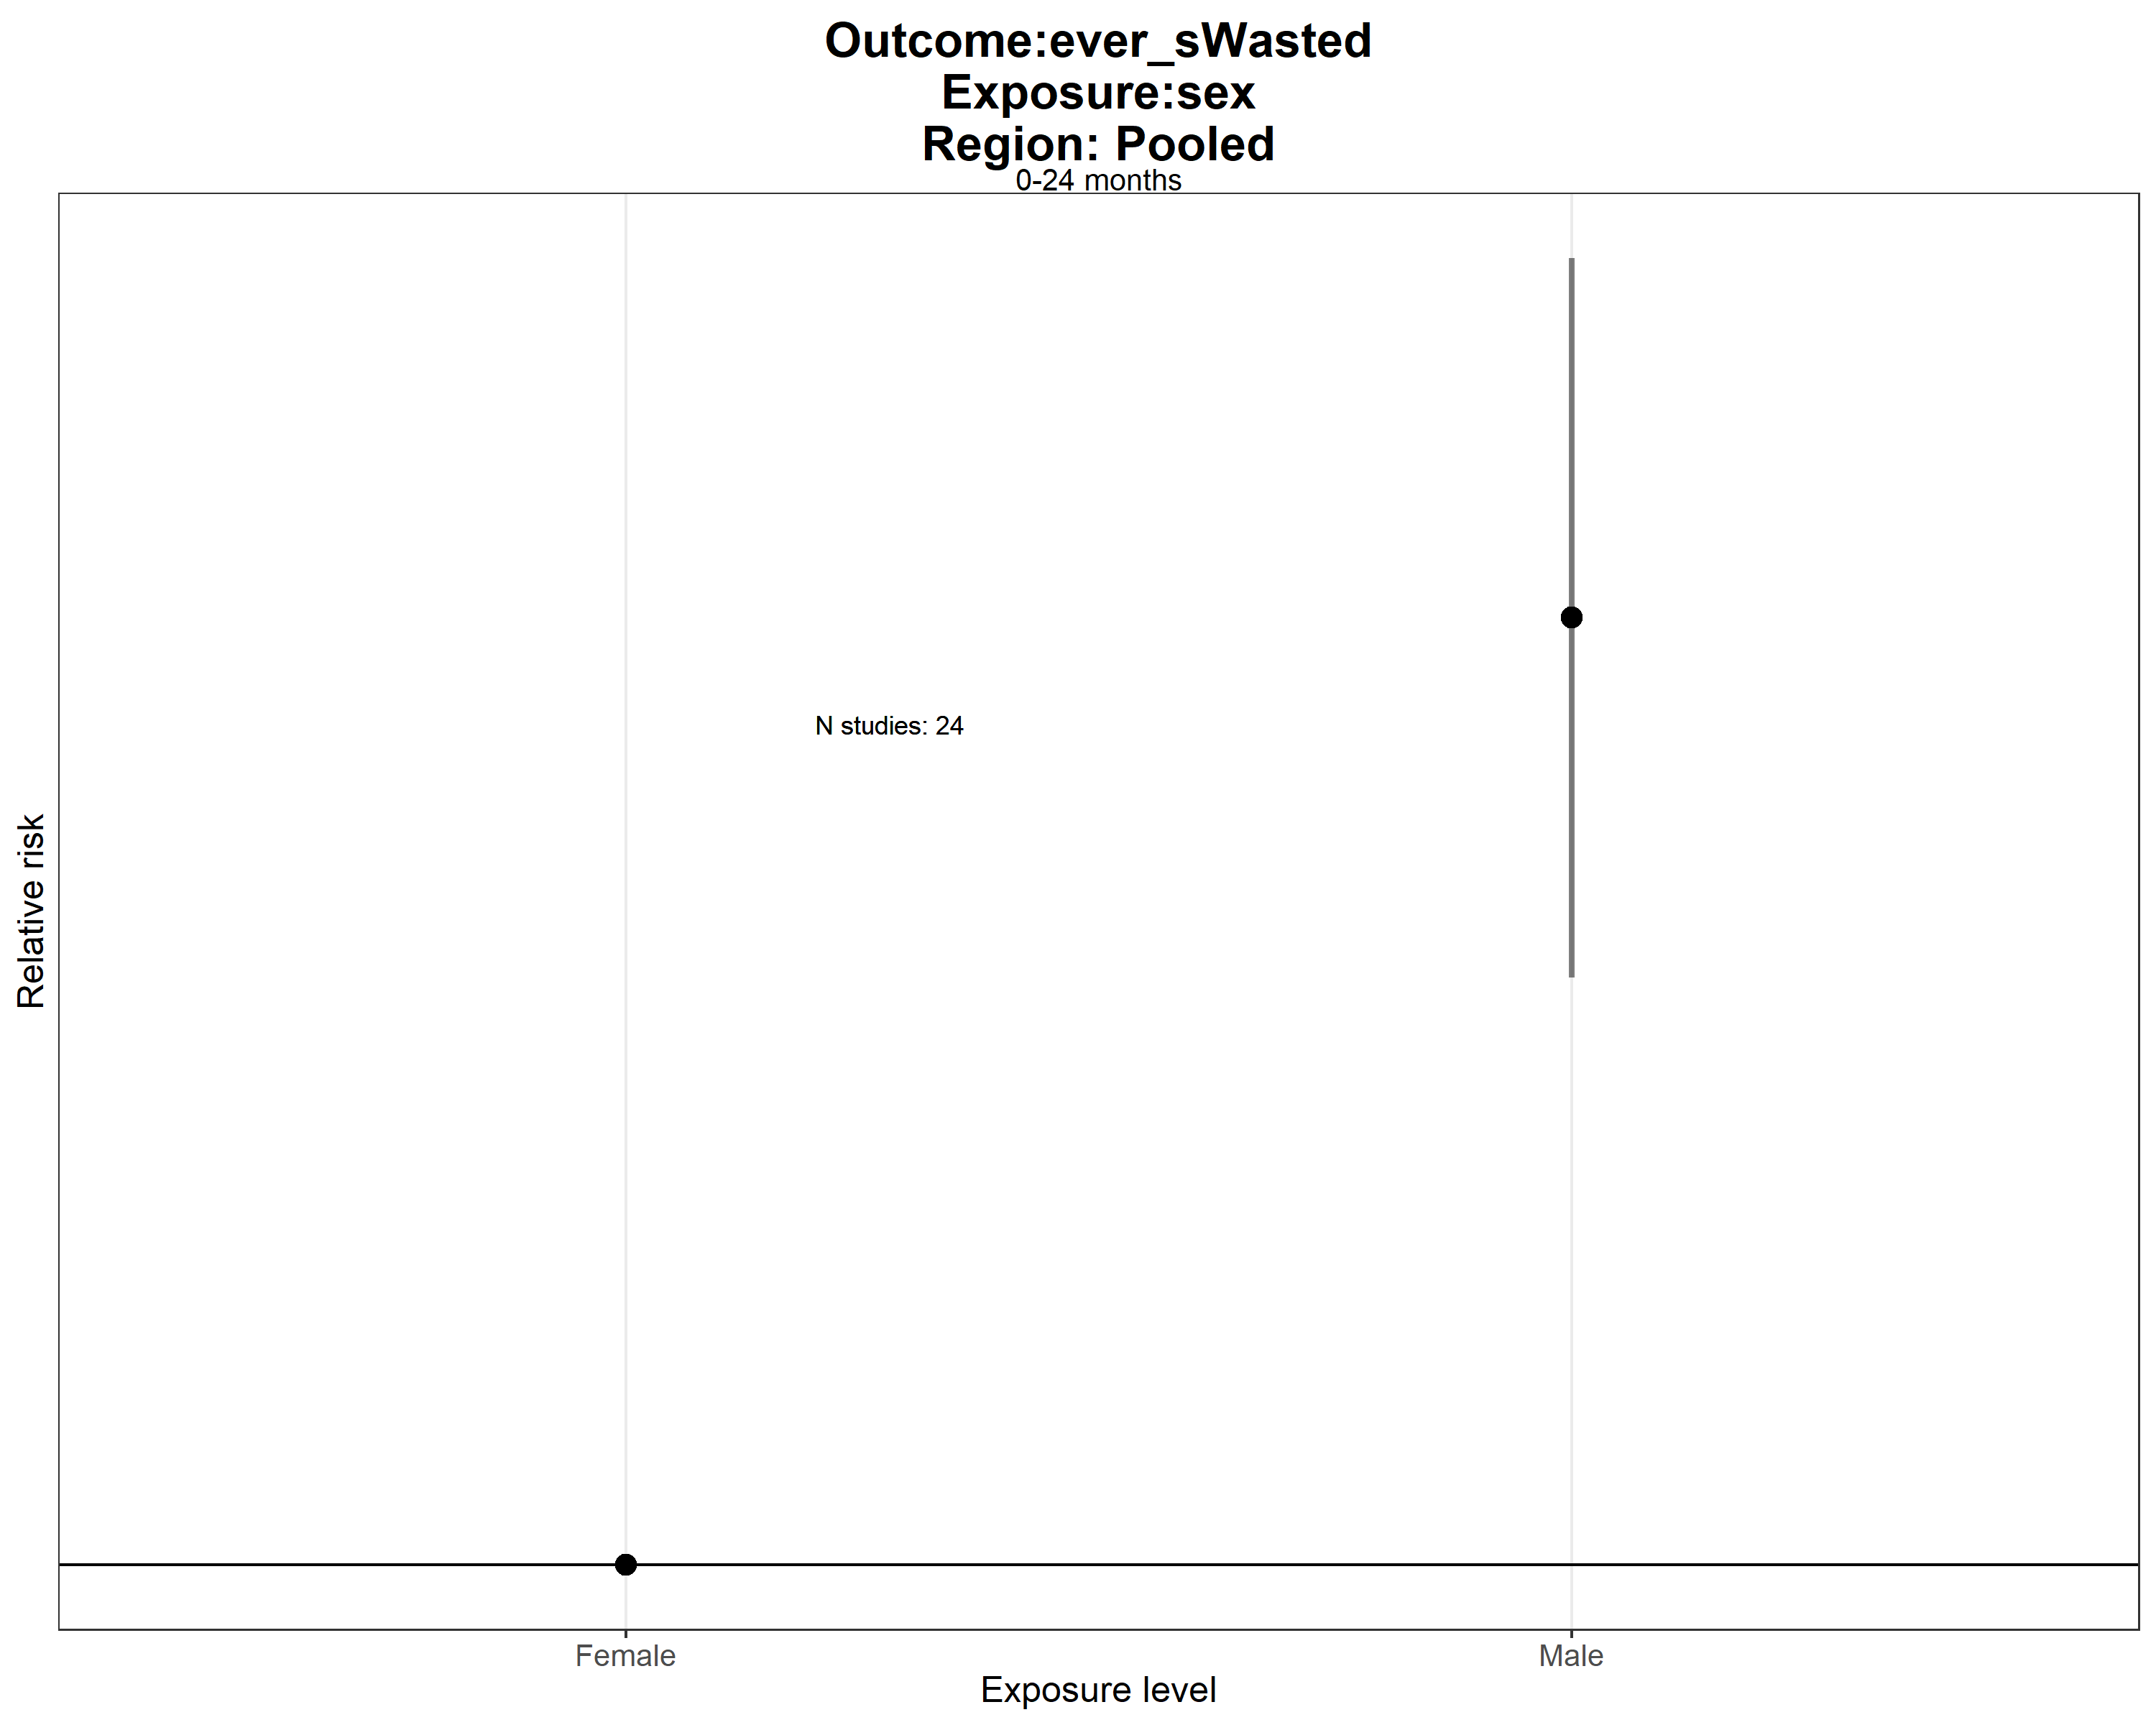 Outcome:ever_sWasted
Exposure:sex
Region: Pooled
0-24 months
N studies: 24
Relative risk
Female
Male
Exposure level